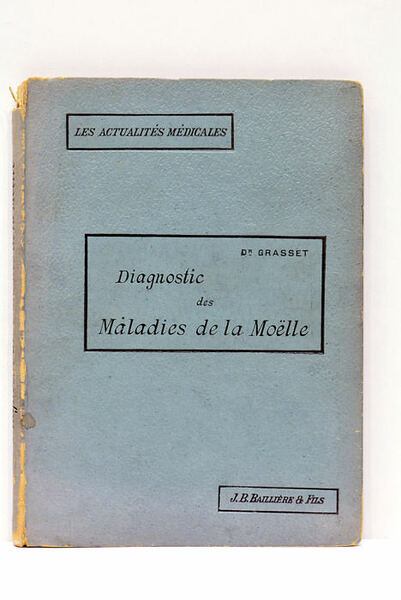 LES ACTUALITÉS MÉDICALES
Dr GRASSET
Diagnostic
des
Maladies de la Moëlle
J. B. BAILLIÈRE & FILS